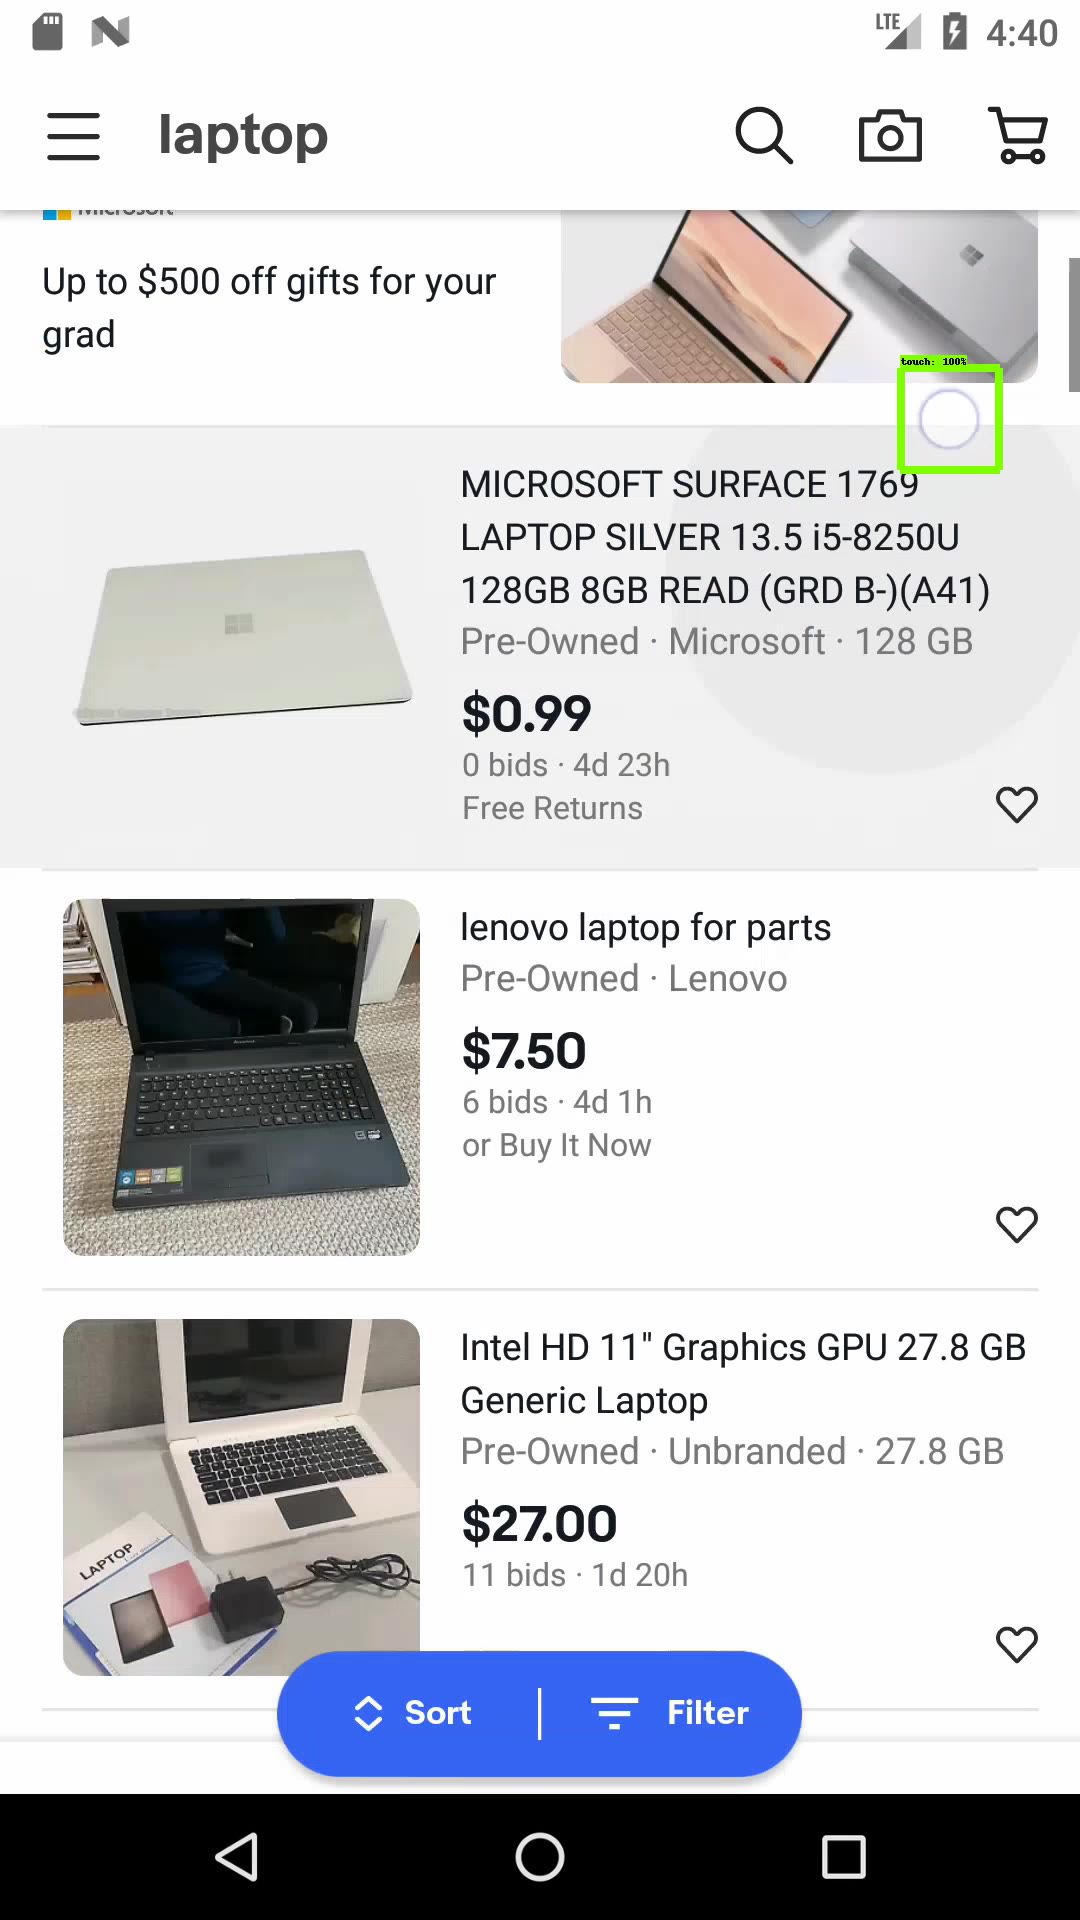 LTE 4:40
laptop
Microsoft
Up to $500 off gifts for your
grad
touch: 100%
MICROSOFT SURFACE 1769
LAPTOP SILVER 13.5 i5-8250U
128GB 8GB READ (GRD B-)(A41)
Pre-Owned · Microsoft · 128 GB
$0.99
0 bids · 4d 23h
Free Returns
lenovo laptop for parts
Pre-Owned · Lenovo
$7.50
6 bids · 4d 1h
or Buy It Now
Intel HD 11" Graphics GPU 27.8 GB
Generic Laptop
Pre-Owned · Unbranded · 27.8 GB
$27.00
11 bids · 1d 20h
LAPTOP
Sort
Filter